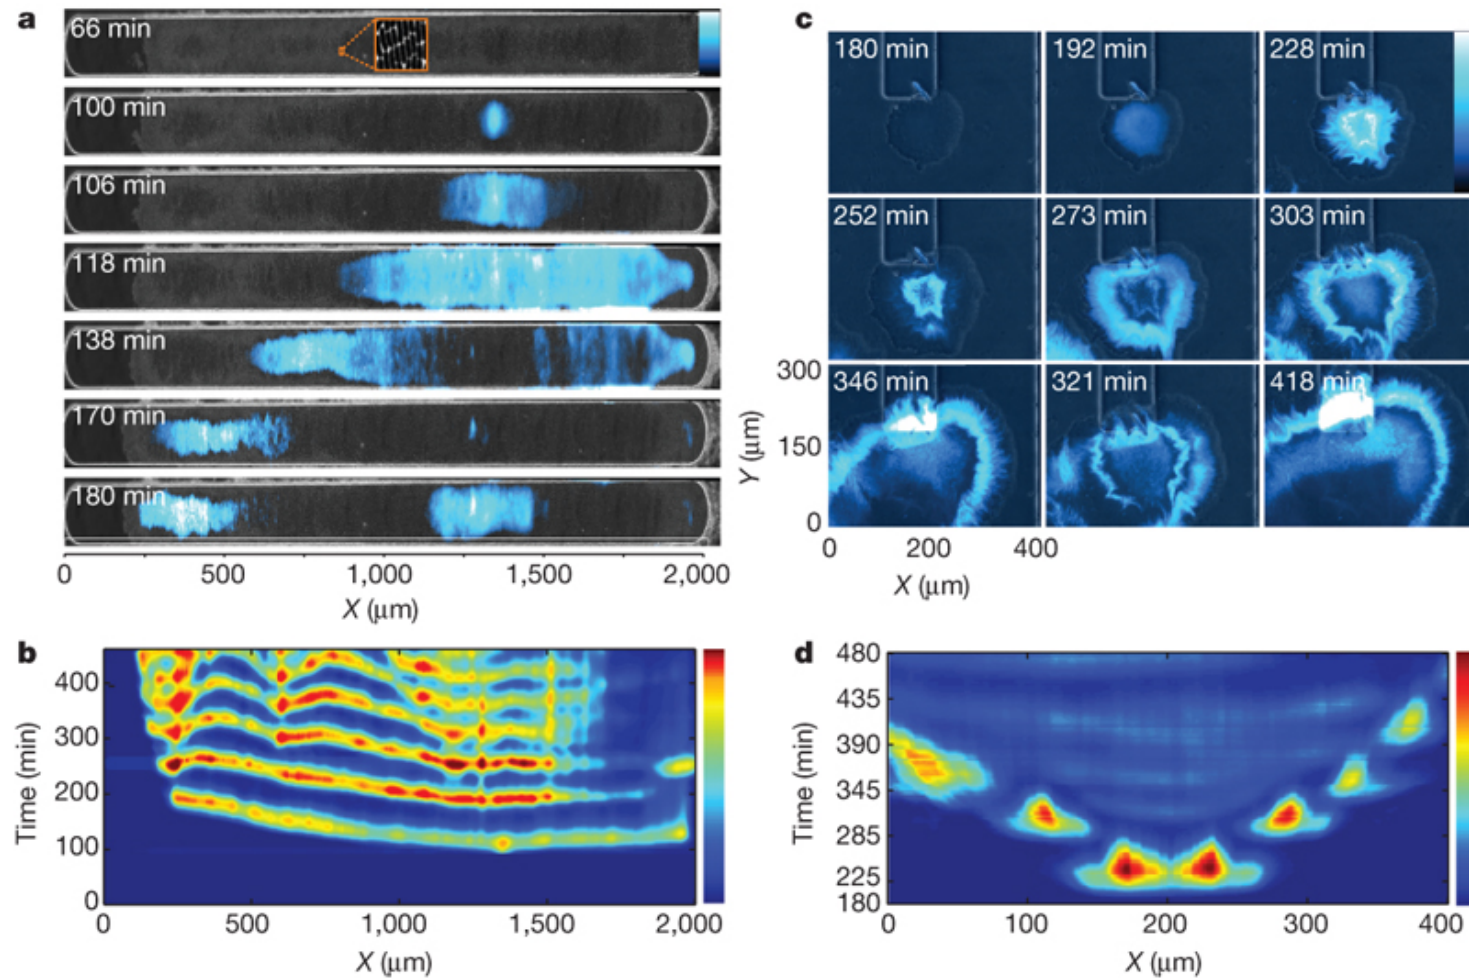 a
66 min
100 min
106 min
118 min
138 min
170 min
180 min
0 500 1,000 1,500 2,000
X (μm)
c
180 min 192 min 228 min
252 min 273 min 303 min
346 min 321 min 418 min
300
150
0
Y (μm)
0 200 400
X (μm)
b
400
300
200
100
0
Time (min)
0 500 1,000 1,500 2,000
X (μm)
d
480
435
390
345
285
225
180
Time (min)
0 100 200 300 400
X (μm)